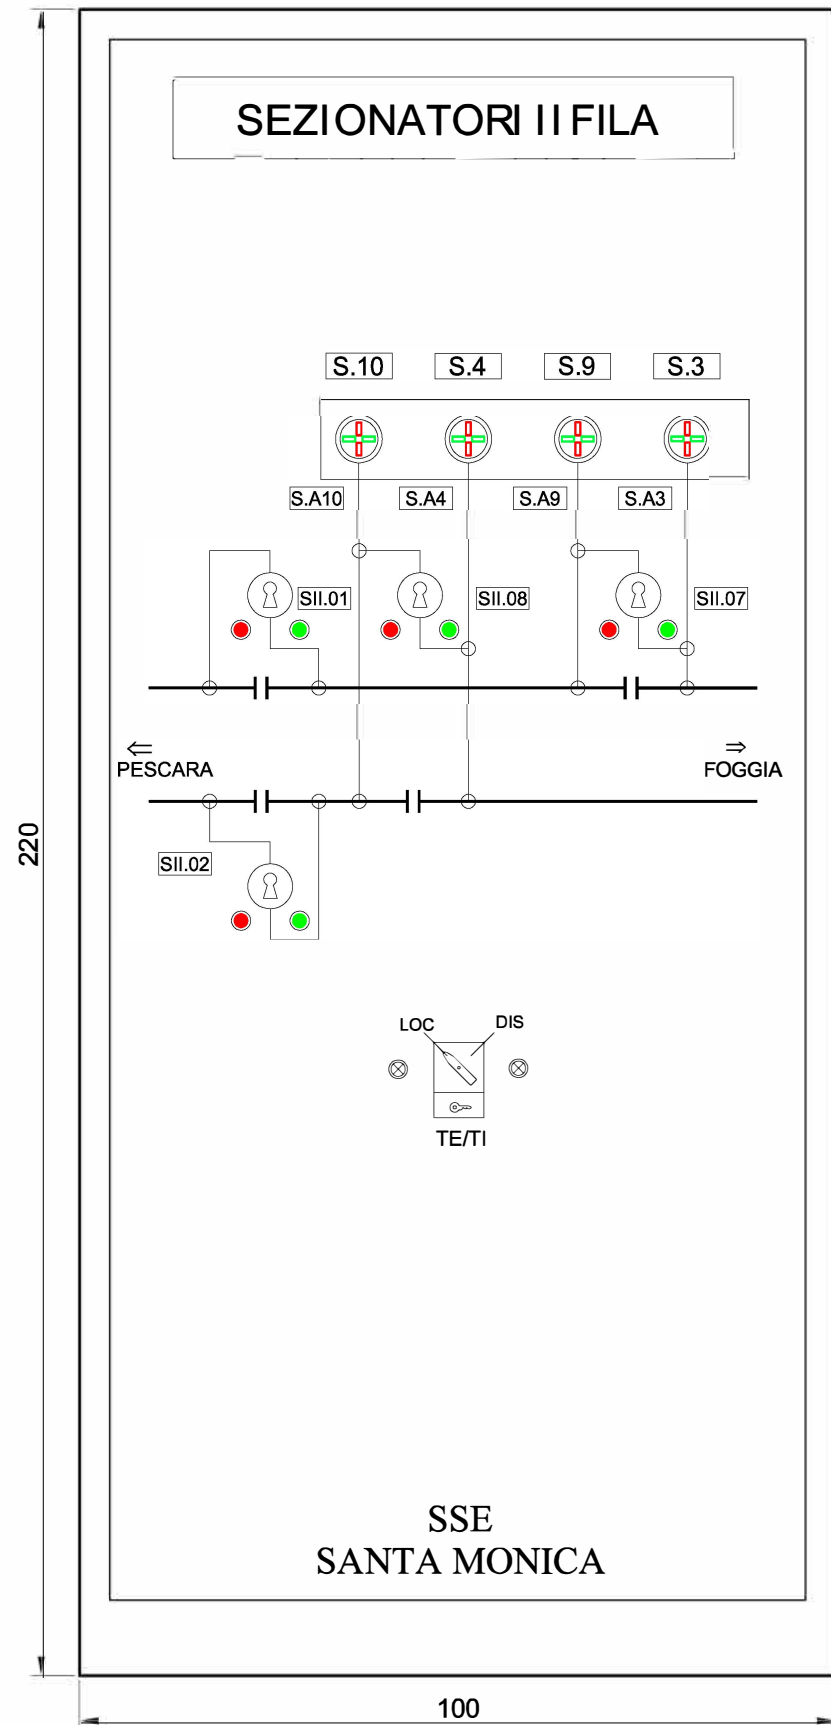 SEZIONATORI II FILA
S.10 S.4 S.9 S.3
S.A10 S.A4 S.A9 S.A3
SII.01 SII.08 SII.07
⇐ ⇒
PESCARA FOGGIA
SII.02
220
LOC DIS
TE/TI
SSE
SANTA MONICA
100